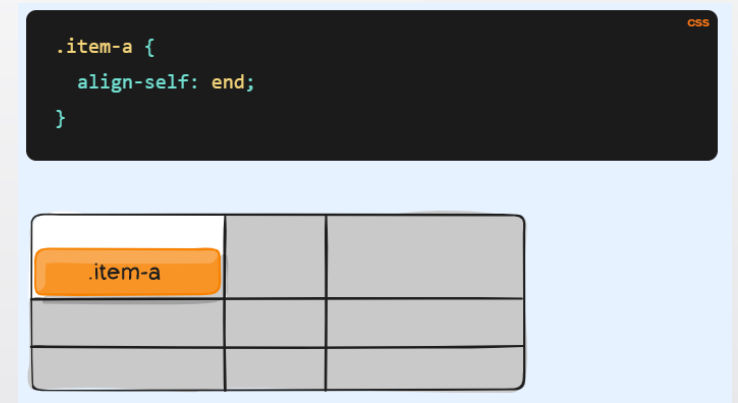 css
.item-a {
  align-self: end;
}
.item-a